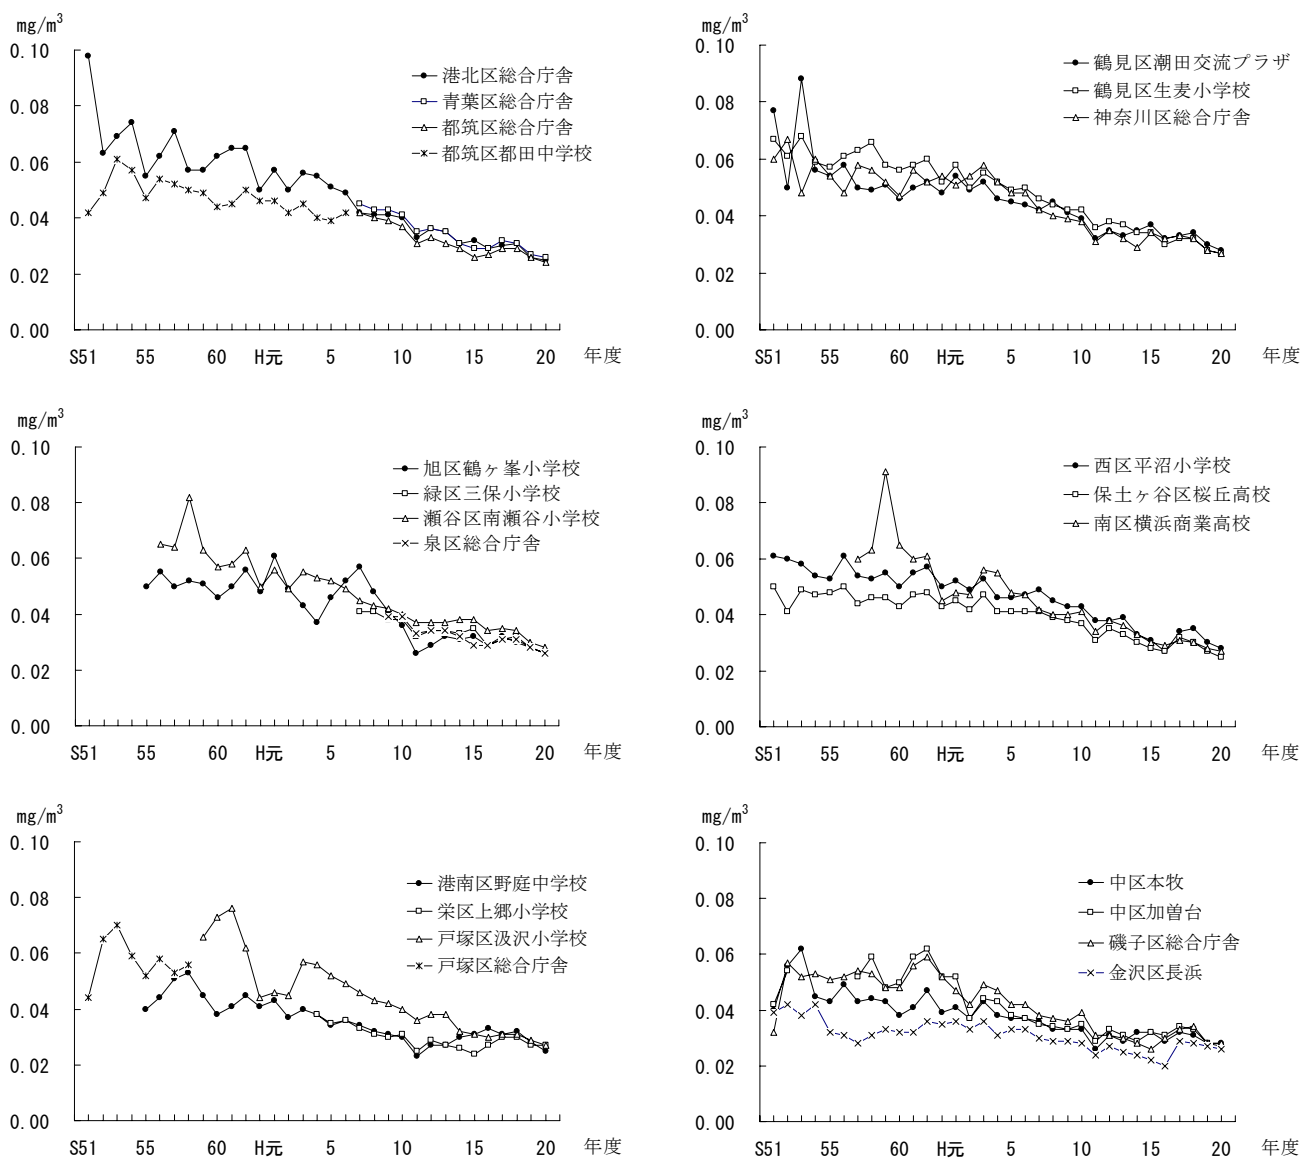 mg/m³
0.10
0.08
0.06
0.04
0.02
0.00
S51 55 60 H元 5 10 15 20 年度
港北区総合庁舎
青葉区総合庁舎
都筑区総合庁舎
都筑区都田中学校
mg/m³
0.10
0.08
0.06
0.04
0.02
0.00
S51 55 60 H元 5 10 15 20 年度
鶴見区潮田交流プラザ
鶴見区生麦小学校
神奈川区総合庁舎
mg/m³
0.10
0.08
0.06
0.04
0.02
0.00
S51 55 60 H元 5 10 15 20 年度
旭区鶴ヶ峯小学校
緑区三保小学校
瀬谷区南瀬谷小学校
泉区総合庁舎
mg/m³
0.10
0.08
0.06
0.04
0.02
0.00
S51 55 60 H元 5 10 15 20 年度
西区平沼小学校
保土ヶ谷区桜丘高校
南区横浜商業高校
mg/m³
0.10
0.08
0.06
0.04
0.02
0.00
S51 55 60 H元 5 10 15 20 年度
港南区野庭中学校
栄区上郷小学校
戸塚区汲沢小学校
戸塚区総合庁舎
mg/m³
0.10
0.08
0.06
0.04
0.02
0.00
S51 55 60 H元 5 10 15 20 年度
中区本牧
中区加曽台
磯子区総合庁舎
金沢区長浜